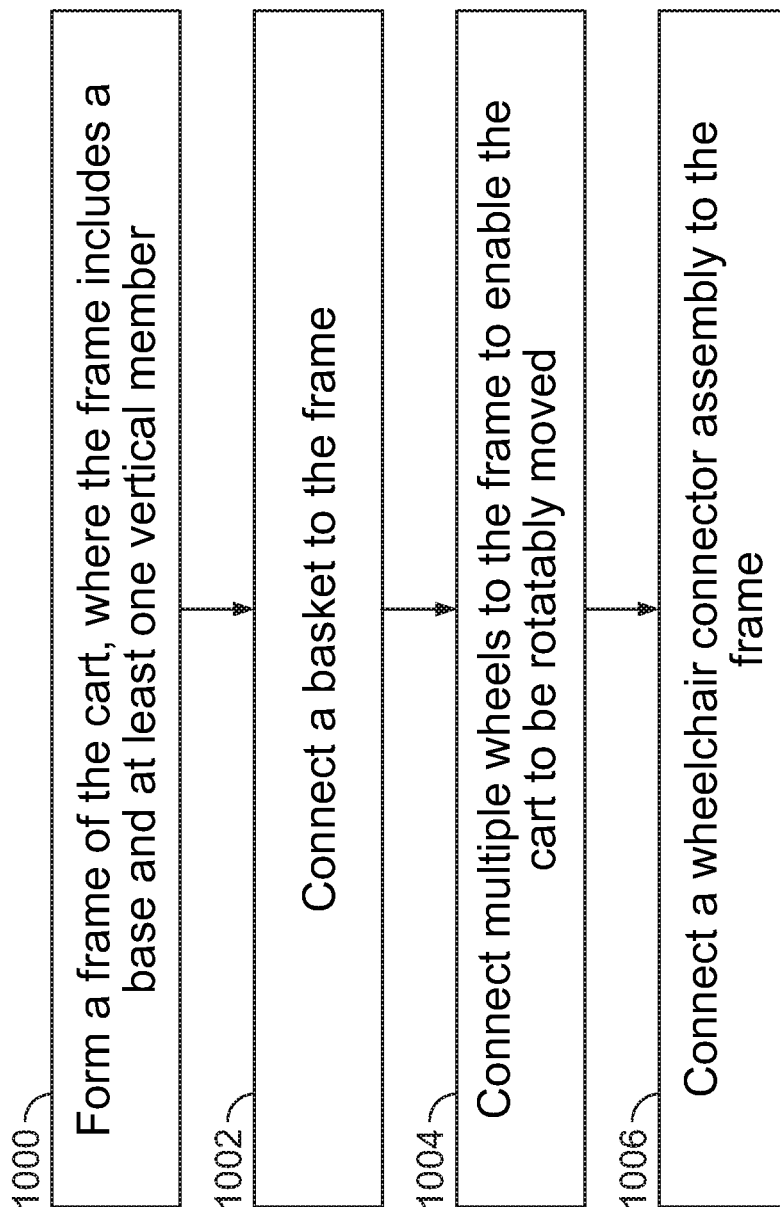 1000
Form a frame of the cart, where the frame includes a
base and at least one vertical member
1002
Connect a basket to the frame
1004
Connect multiple wheels to the frame to enable the
cart to be rotatably moved
1006
Connect a wheelchair connector assembly to the
frame